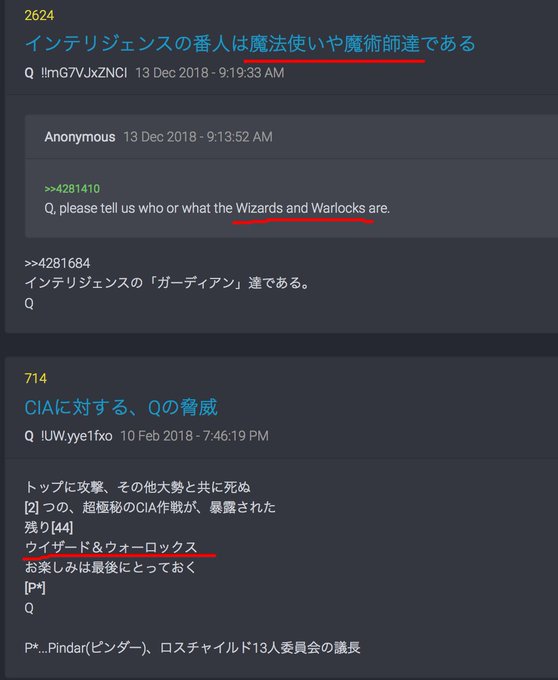 2624
インテリジェンスの番人は魔法使いや魔術師達である
Q !!mG7VJxZNCI 13 Dec 2018 - 9:19:33 AM
Anonymous 13 Dec 2018 - 9:13:52 AM
>>4281410
Q, please tell us who or what the Wizards and Warlocks are.
>>4281684
インテリジェンスの「ガーディアン」達である。
Q
714
CIAに対する、Qの脅威
Q !UW.yye1fxo 10 Feb 2018 - 7:46:19 PM
トップに攻撃、その他大勢と共に死ぬ
[2] つの、超極秘のCIA作戦が、暴露された
残り[44]
ウイザード＆ウォーロックス
お楽しみは最後にとっておく
[P*]
Q
P*...Pindar(ピンダー)、ロスチャイルド13人委員会の議長